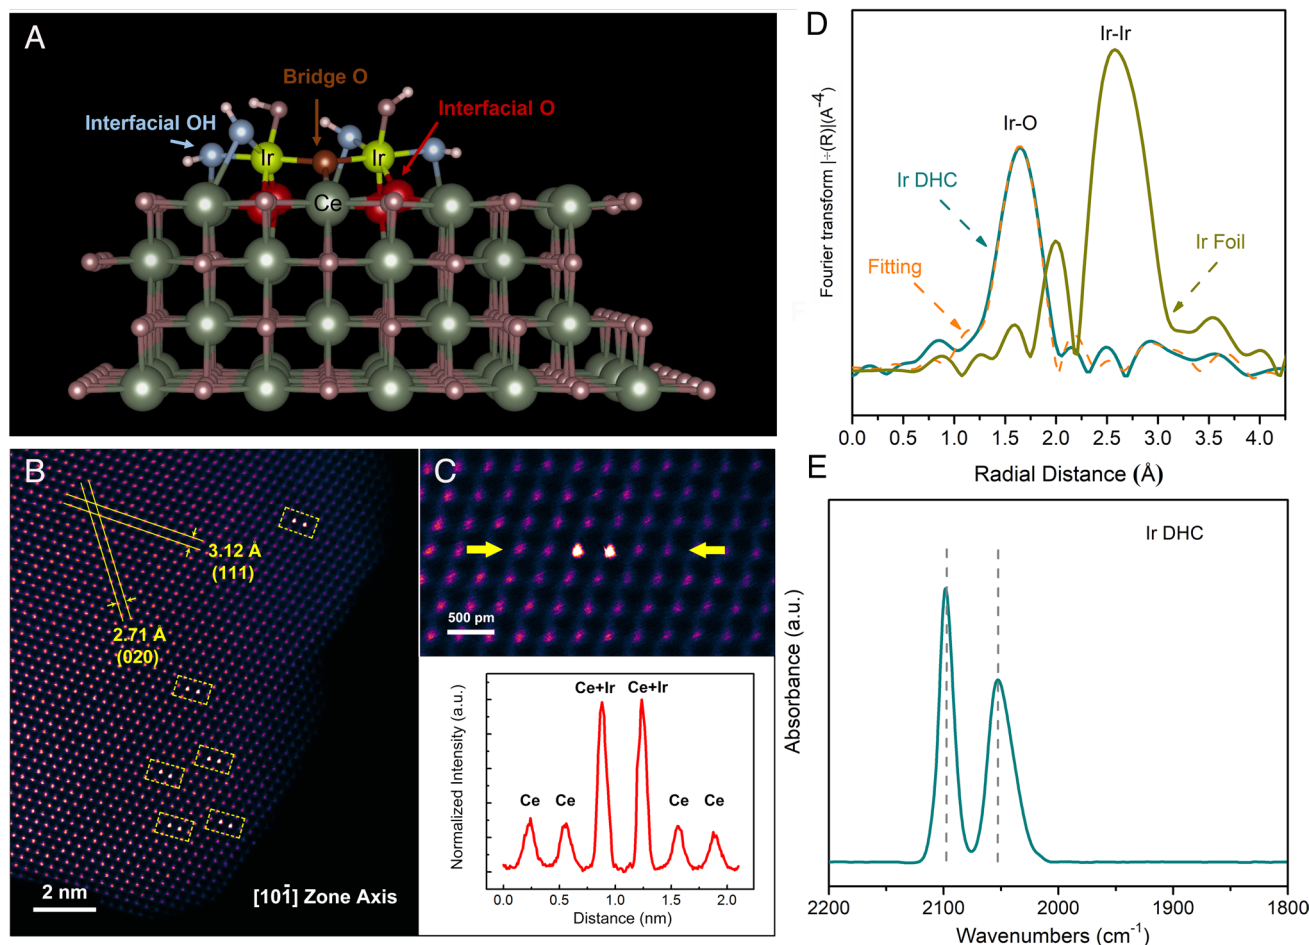 A
Bridge O
Interfacial OH
Interfacial O
Ir
Ir
Ce
B
3.12 Å
(111)
2.71 Å
(020)
2 nm
[101̄] Zone Axis
C
500 pm
Normalized Intensity (a.u.)
Ce+Ir
Ce+Ir
Ce
Ce
Ce
Ce
0.0
0.5
1.0
1.5
2.0
Distance (nm)
D
Fourier transform |÷(R)|(A⁻⁴)
Ir-Ir
Ir-O
Ir DHC
Fitting
Ir Foil
0.0
0.5
1.0
1.5
2.0
2.5
3.0
3.5
4.0
Radial Distance (Å)
E
Ir DHC
Absorbance (a.u.)
2200
2100
2000
1900
1800
Wavenumbers (cm⁻¹)